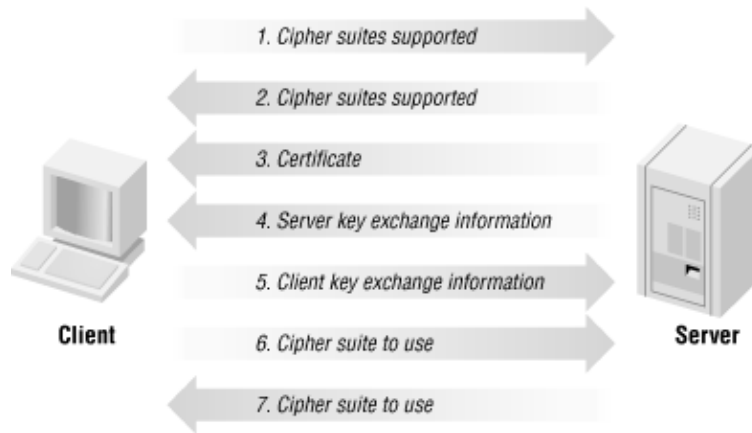 1. Cipher suites supported
2. Cipher suites supported
3. Certificate
4. Server key exchange information
5. Client key exchange information
Client
Server
6. Cipher suite to use
7. Cipher suite to use